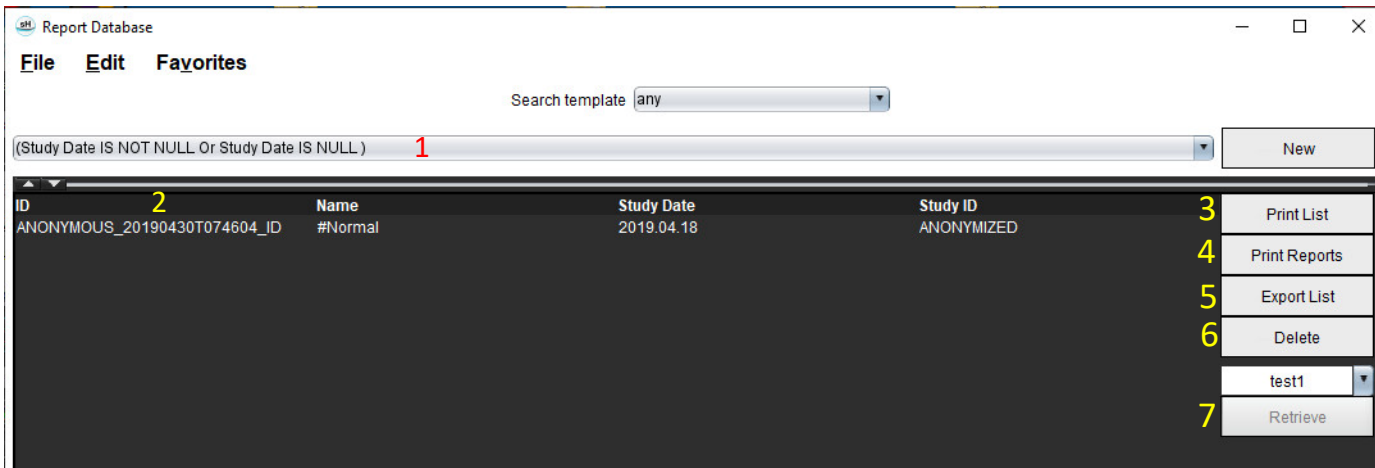 sH Report Database
File Edit Favorites
Search template any
(Study Date IS NOT NULL Or Study Date IS NULL ) 1 New
2
ID Name Study Date Study ID
ANONYMOUS_20190430T074604_ID #Normal 2019.04.18 ANONYMIZED
3 Print List
4 Print Reports
5 Export List
6 Delete
test1
7 Retrieve